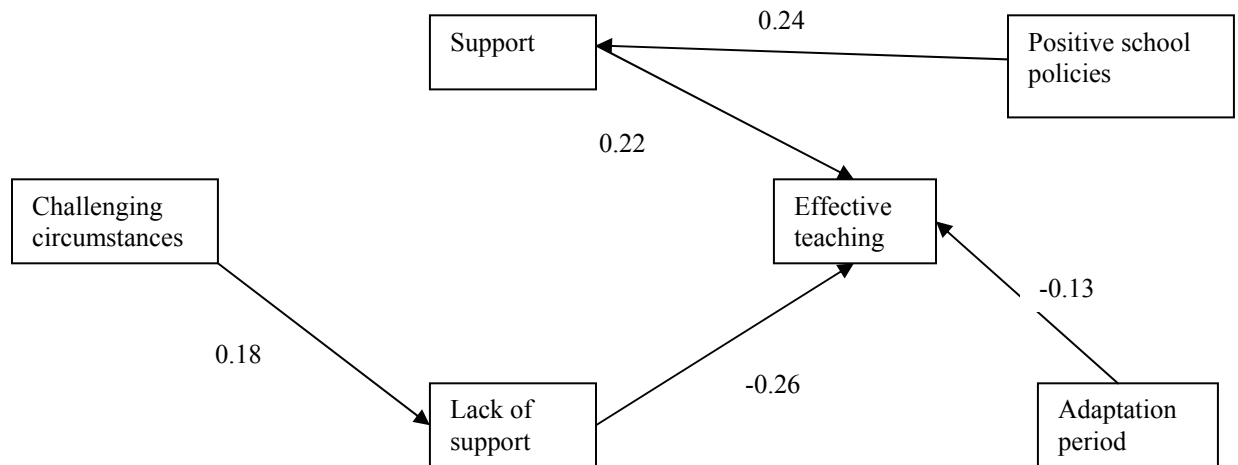 0.24
Support
Positive school
policies
0.22
Challenging
circumstances
Effective
teaching
-0.13
0.18
-0.26
Lack of
support
Adaptation
period